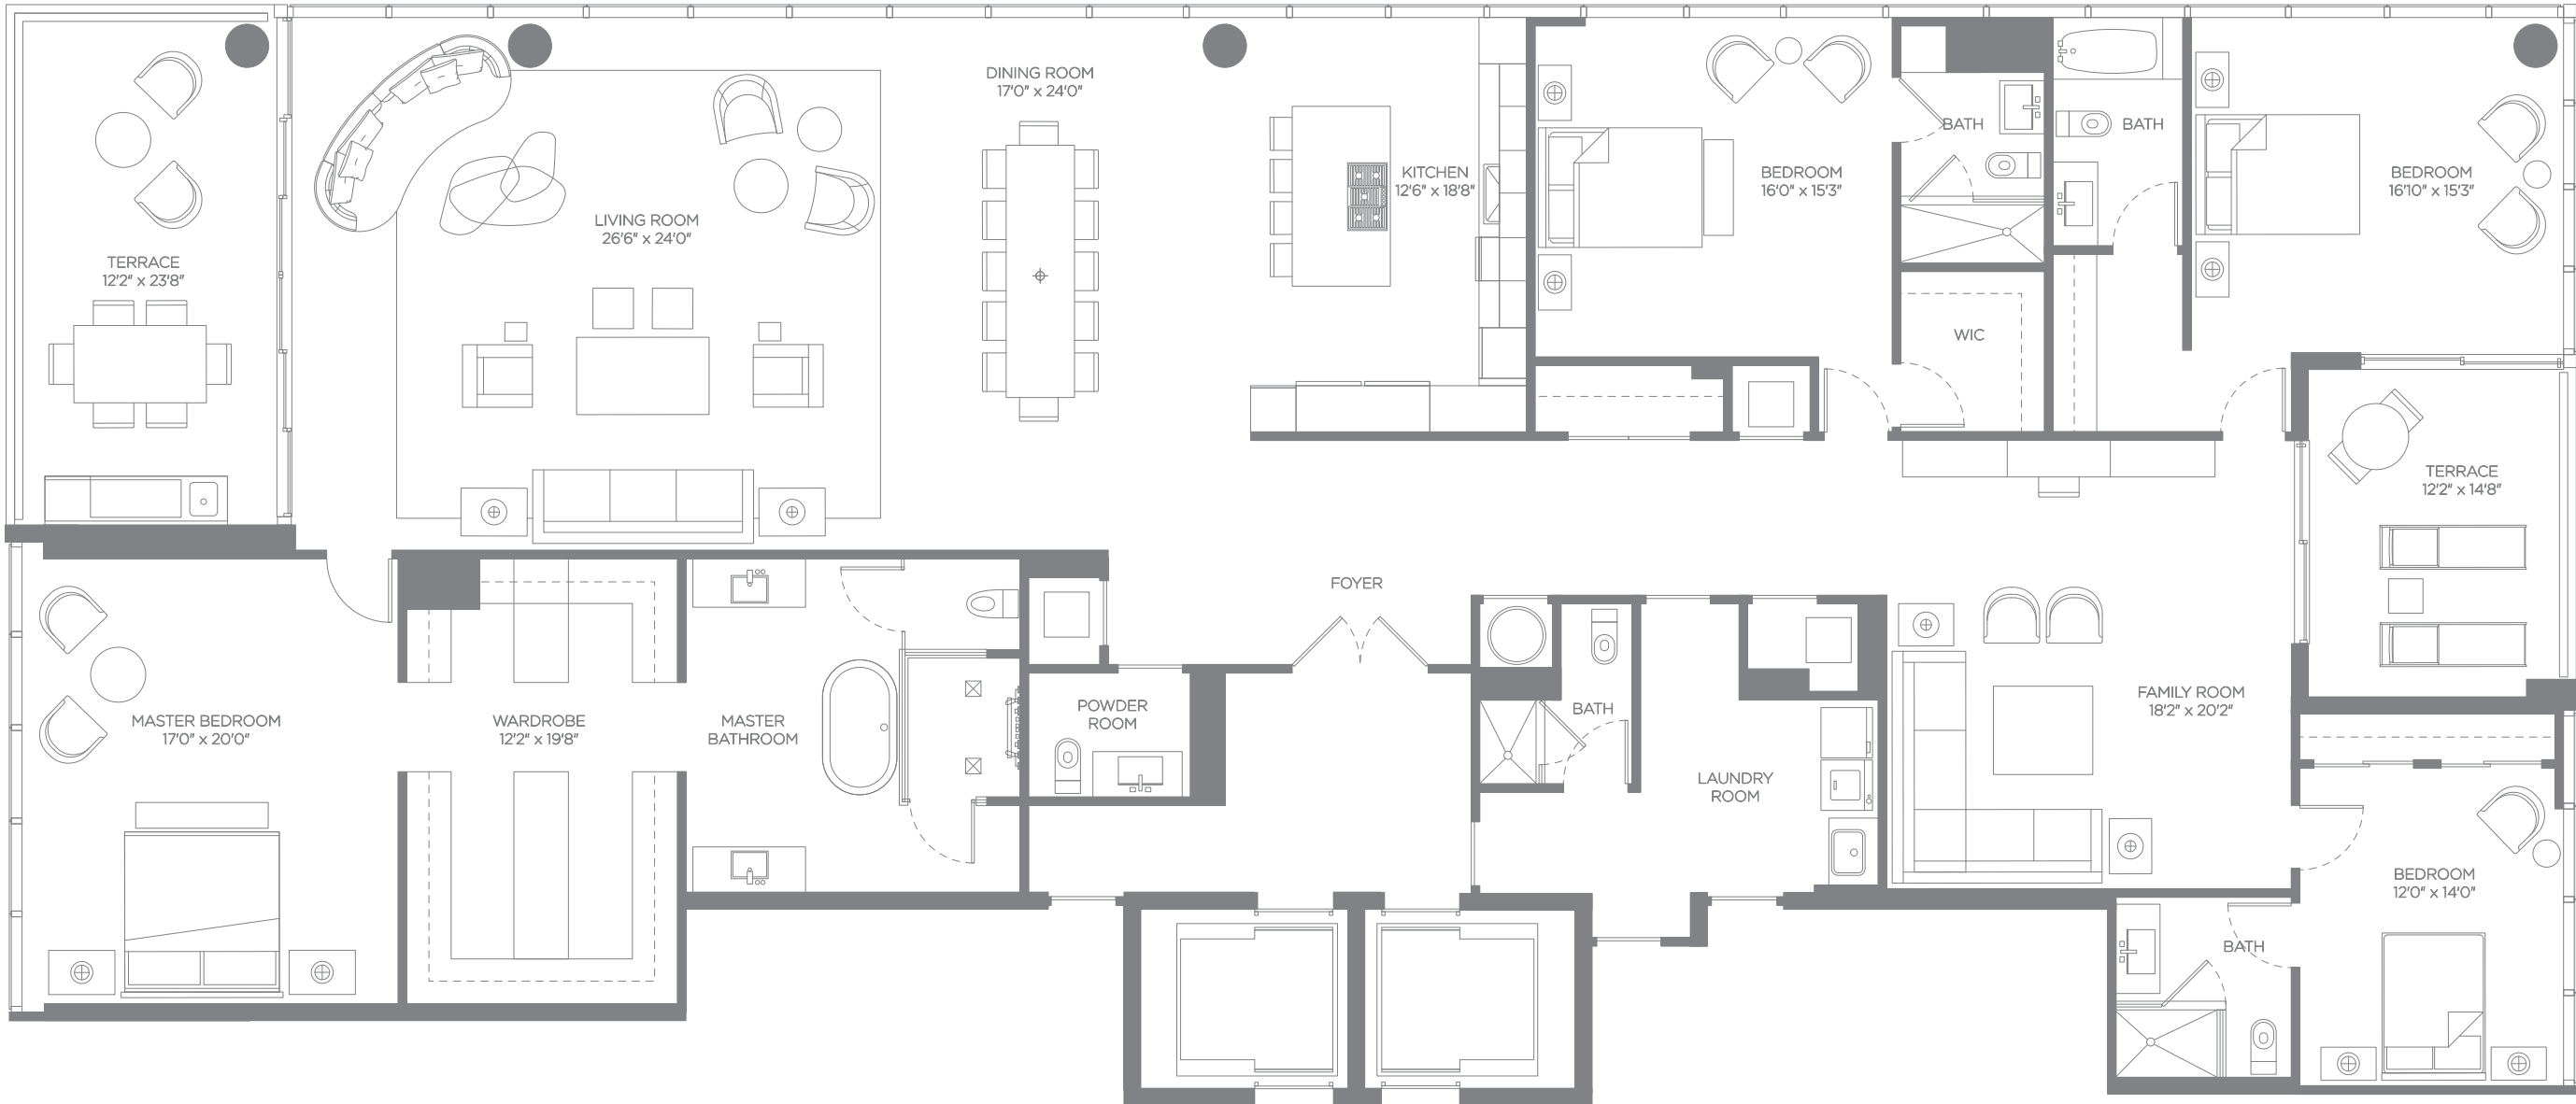 TERRACE
12'2" x 23'8"
LIVING ROOM
26'6" x 24'0"
DINING ROOM
17'0" x 24'0"
KITCHEN
12'6" x 18'8"
BEDROOM
16'0" x 15'3"
BATH
BATH
BEDROOM
16'10" x 15'3"
WIC
TERRACE
12'2" x 14'8"
FOYER
MASTER BEDROOM
17'0" x 20'0"
WARDROBE
12'2" x 19'8"
MASTER
BATHROOM
POWDER
ROOM
BATH
LAUNDRY
ROOM
FAMILY ROOM
18'2" x 20'2"
BEDROOM
12'0" x 14'0"
BATH